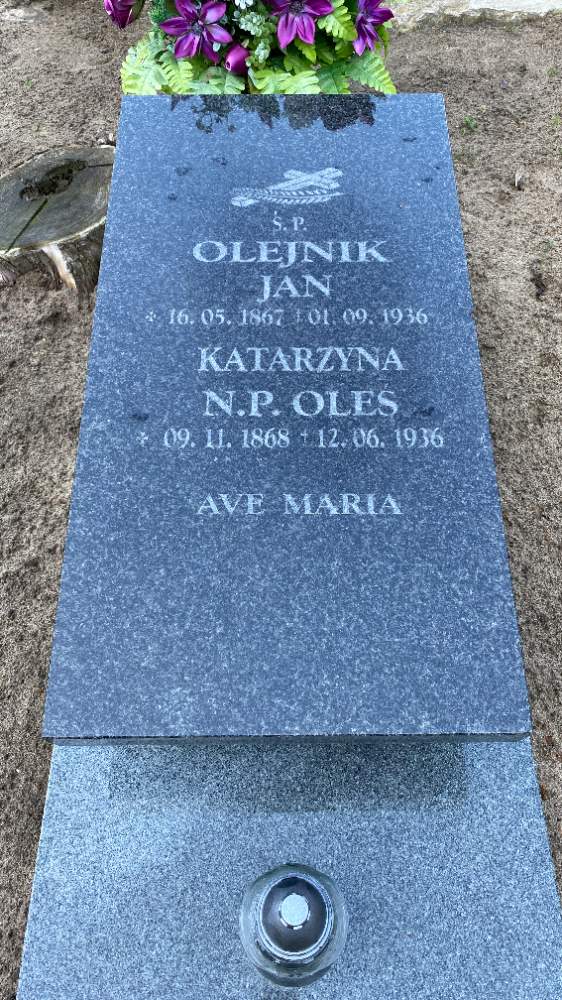 Ś.P.
OLEJNIK
JAN
* 16.05.1867 † 01.09.1936
KATARZYNA
N.P. OLEŚ
* 09.11.1868 † 12.06.1936
AVE MARIA